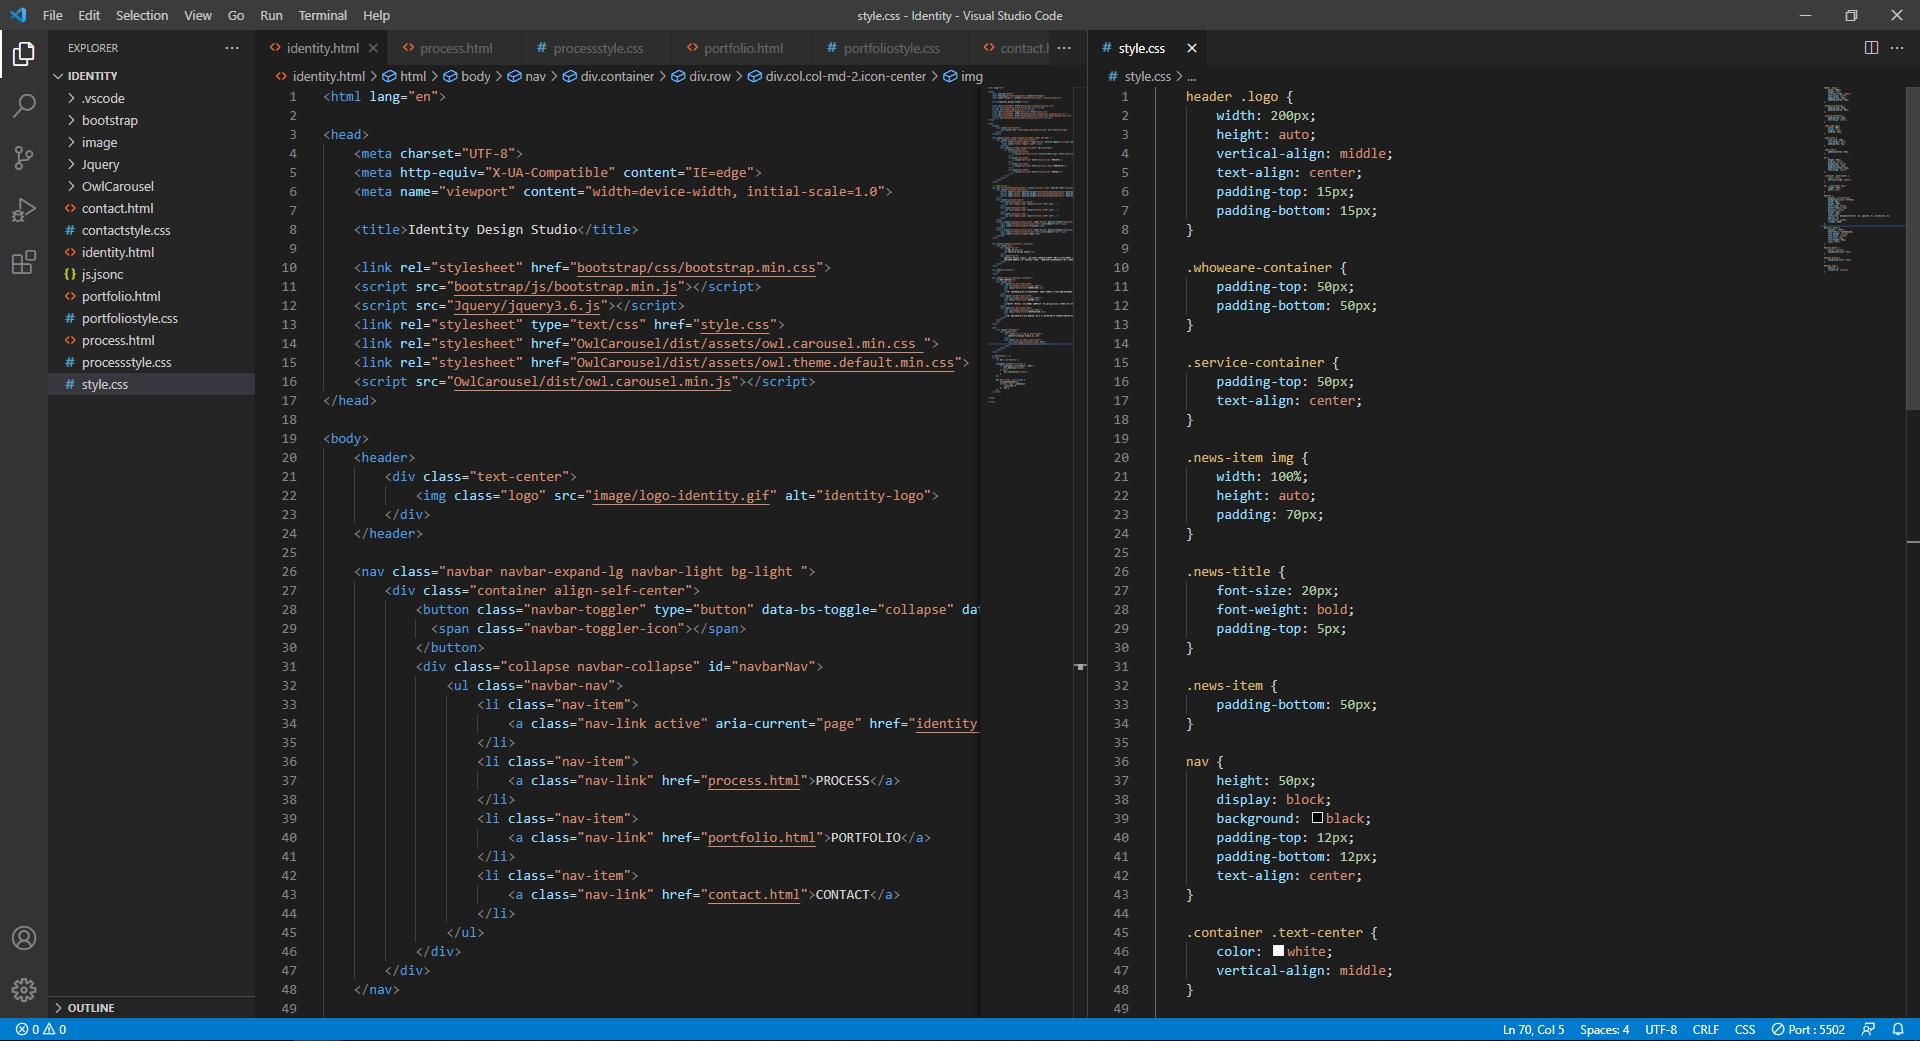 File Edit Selection View Go Run Terminal Help
style.css - Identity - Visual Studio Code
EXPLORER
IDENTITY
.vscode
bootstrap
image
Jquery
OwlCarousel
contact.html
contactstyle.css
identity.html
js.jsonc
portfolio.html
portfoliostyle.css
process.html
processstyle.css
style.css
OUTLINE
identity.html process.html processstyle.css portfolio.html portfoliostyle.css
identity.html > html > body > nav > div.container > div.row > div.col.col-md-2.icon-center > img
1 <html lang="en">
2
3 <head>
4 <meta charset="UTF-8">
5 <meta http-equiv="X-UA-Compatible" content="IE=edge">
6 <meta name="viewport" content="width=device-width, initial-scale=1.0">
7
8 <title>Identity Design Studio</title>
9
10 <link rel="stylesheet" href="bootstrap/css/bootstrap.min.css">
11 <script src="bootstrap/js/bootstrap.min.js"></script>
12 <script src="Jquery/jquery3.6.js"></script>
13 <link rel="stylesheet" type="text/css" href="style.css">
14 <link rel="stylesheet" href="OwlCarousel/dist/assets/owl.carousel.min.css ">
15 <link rel="stylesheet" href="OwlCarousel/dist/assets/owl.theme.default.min.css">
16 <script src="OwlCarousel/dist/owl.carousel.min.js"></script>
17 </head>
18
19 <body>
20 <header>
21 <div class="text-center">
22 <img class="logo" src="image/logo-identity.gif" alt="identity-logo">
23 </div>
24 </header>
25
26 <nav class="navbar navbar-expand-lg navbar-light bg-light ">
27 <div class="container align-self-center">
28 <button class="navbar-toggler" type="button" data-bs-toggle="collapse" dat
29 <span class="navbar-toggler-icon"></span>
30 </button>
31 <div class="collapse navbar-collapse" id="navbarNav">
32 <ul class="navbar-nav">
33 <li class="nav-item">
34 <a class="nav-link active" aria-current="page" href="identity.
35 </li>
36 <li class="nav-item">
37 <a class="nav-link" href="process.html">PROCESS</a>
38 </li>
39 <li class="nav-item">
40 <a class="nav-link" href="portfolio.html">PORTFOLIO</a>
41 </li>
42 <li class="nav-item">
43 <a class="nav-link" href="contact.html">CONTACT</a>
44 </li>
45 </ul>
46 </div>
47 </div>
48 </nav>
49
style.css
style.css > ...
1 header .logo {
2 width: 200px;
3 height: auto;
4 vertical-align: middle;
5 text-align: center;
6 padding-top: 15px;
7 padding-bottom: 15px;
8 }
9
10 .whoweare-container {
11 padding-top: 50px;
12 padding-bottom: 50px;
13 }
14
15 .service-container {
16 padding-top: 50px;
17 text-align: center;
18 }
19
20 .news-item img {
21 width: 100%;
22 height: auto;
23 padding: 70px;
24 }
25
26 .news-title {
27 font-size: 20px;
28 font-weight: bold;
29 padding-top: 5px;
30 }
31
32 .news-item {
33 padding-bottom: 50px;
34 }
35
36 nav {
37 height: 50px;
38 display: block;
39 background: black;
40 padding-top: 12px;
41 padding-bottom: 12px;
42 text-align: center;
43 }
44
45 .container .text-center {
46 color: white;
47 vertical-align: middle;
48 }
49
0 0
Ln 70, Col 5 Spaces: 4 UTF-8 CRLF CSS Port : 5502